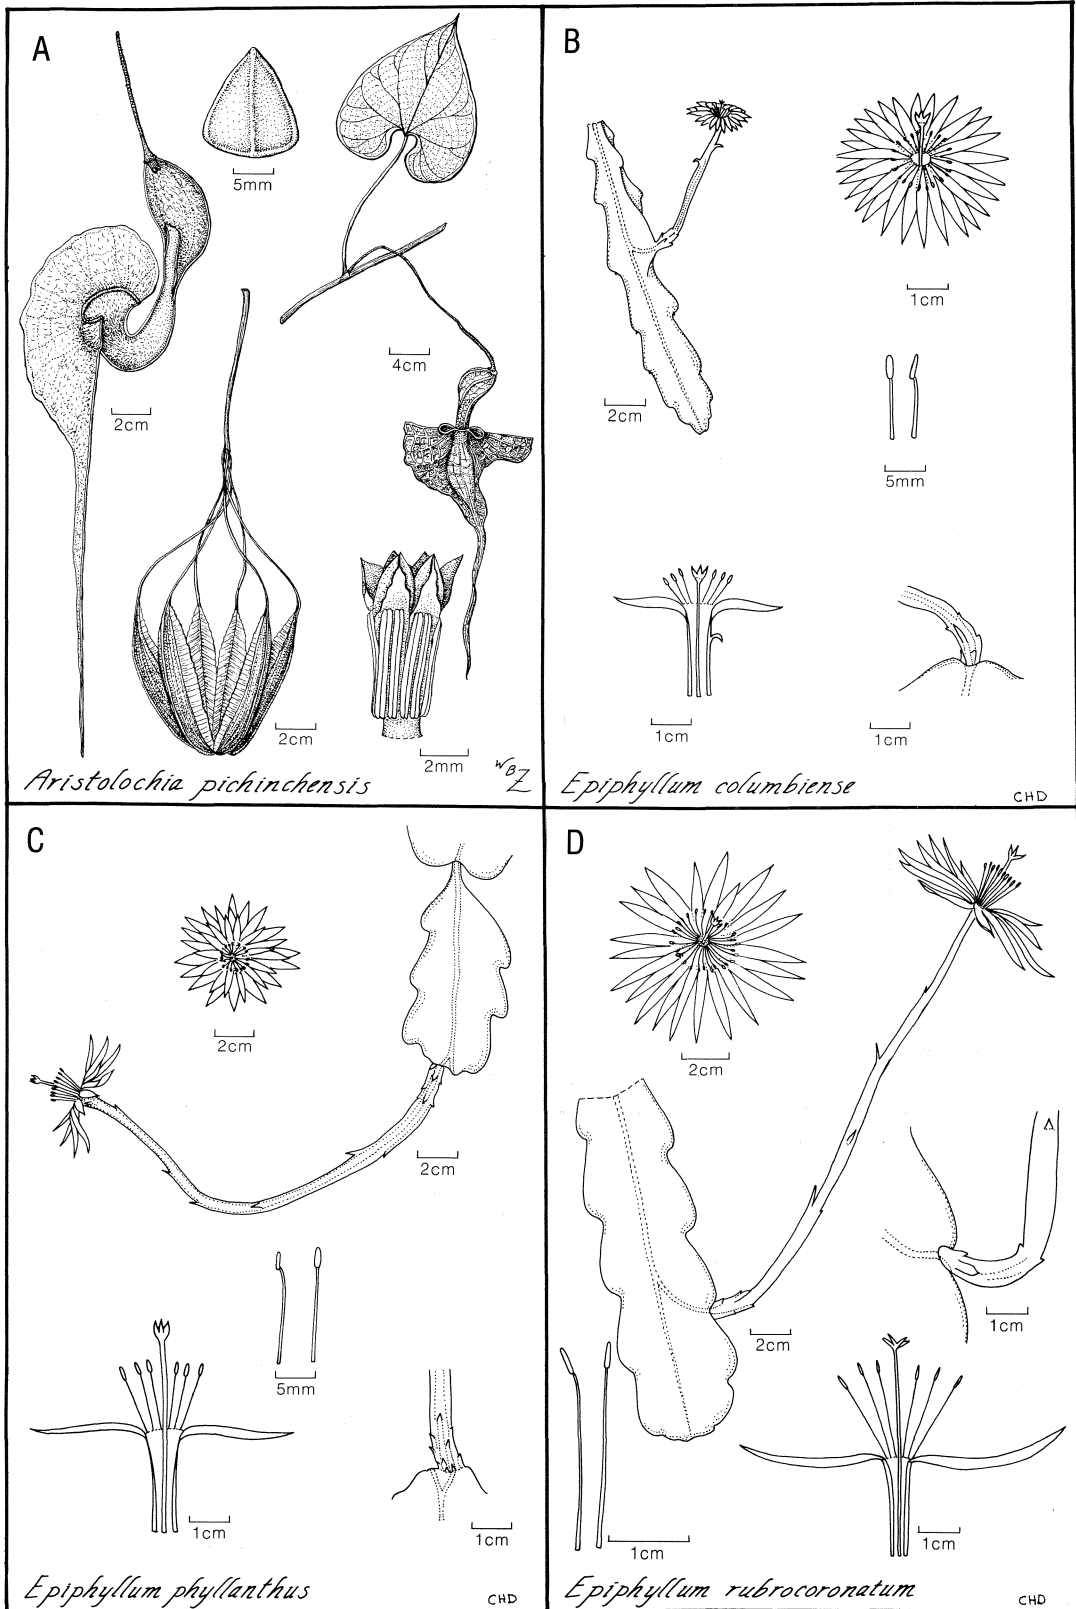 A
5mm
4cm
2cm
2cm
2mm
Aristolochia pichinchensis
WBZ
B
1cm
2cm
5mm
1cm
1cm
Epiphyllum columbiense
CHD
C
2cm
2cm
5mm
1cm
1cm
Epiphyllum phyllanthus
CHD
D
2cm
2cm
1cm
1cm
1cm
Epiphyllum rubrocoronatum
CHD